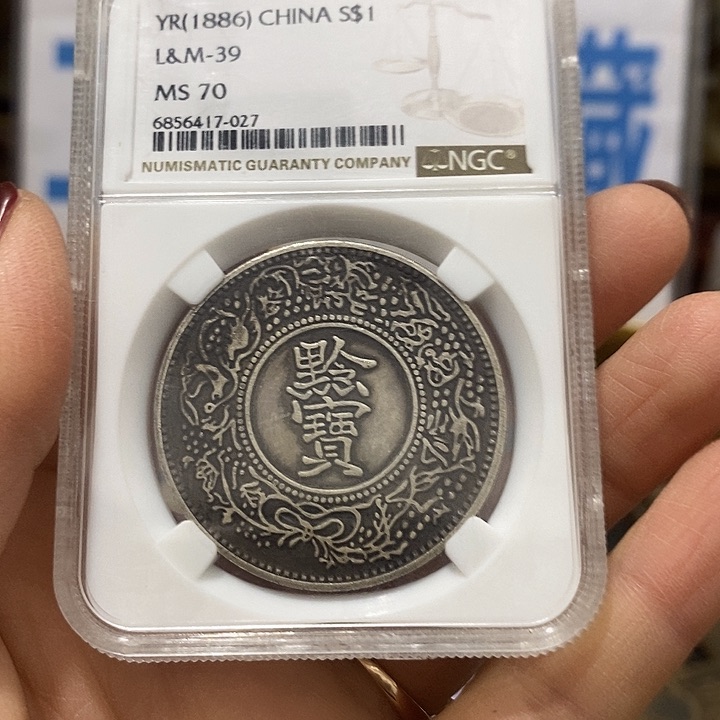 YR(1886) CHINA S$1
L&M-39
MS 70
6856417-027
NUMISMATIC GUARANTY COMPANY NGC®
黔
寶